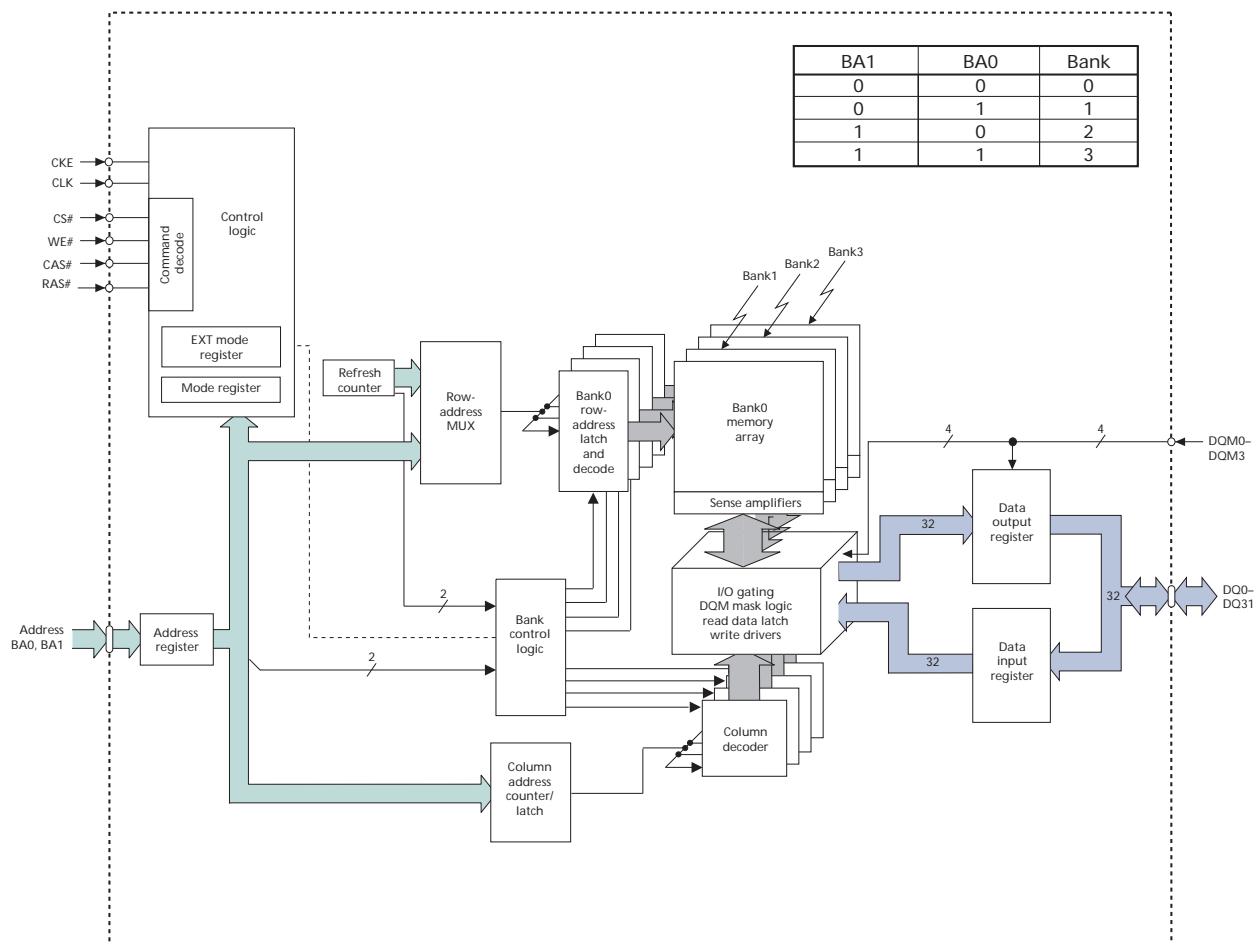 BA1 BA0 Bank
0 0 0
0 1 1
1 0 2
1 1 3
CKE
CLK
CS#
WE#
CAS#
RAS#
Command
decode
Control
logic
EXT mode
register
Mode register
Refresh
counter
Row-
address
MUX
Bank0
row-
address
latch
and
decode
Bank1
Bank2
Bank3
Bank0
memory
array
Sense amplifiers
4
4
DQM0–
DQM3
Data
output
register
32
32
DQ0–
DQ31
I/O gating
DQM mask logic
read data latch
write drivers
32
Data
input
register
2
Bank
control
logic
2
Address
BA0, BA1
Address
register
Column
decoder
Column
address
counter/
latch